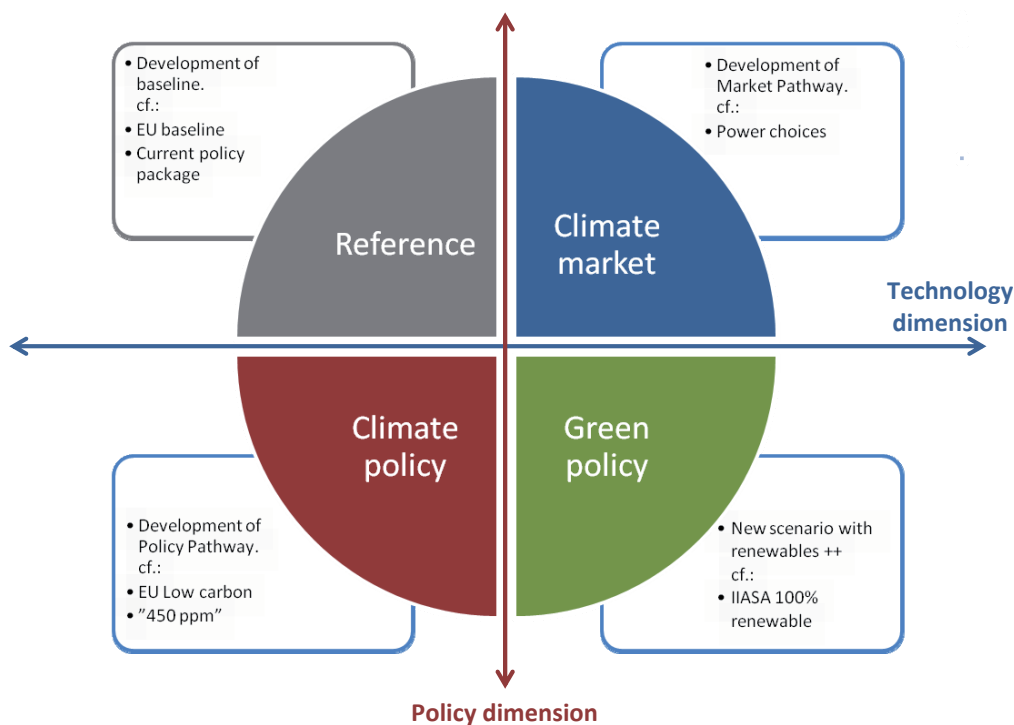 • Development of
baseline.
cf.:
• EU baseline
• Current policy
package
• Development of
Market Pathway.
cf.:
• Power choices
Reference
Climate
market
Technology
dimension
Climate
policy
Green
policy
• Development of
Policy Pathway.
cf.:
• EU Low carbon
• ”450 ppm”
• New scenario with
renewables ++
cf.:
• IIASA 100%
renewable
Policy dimension